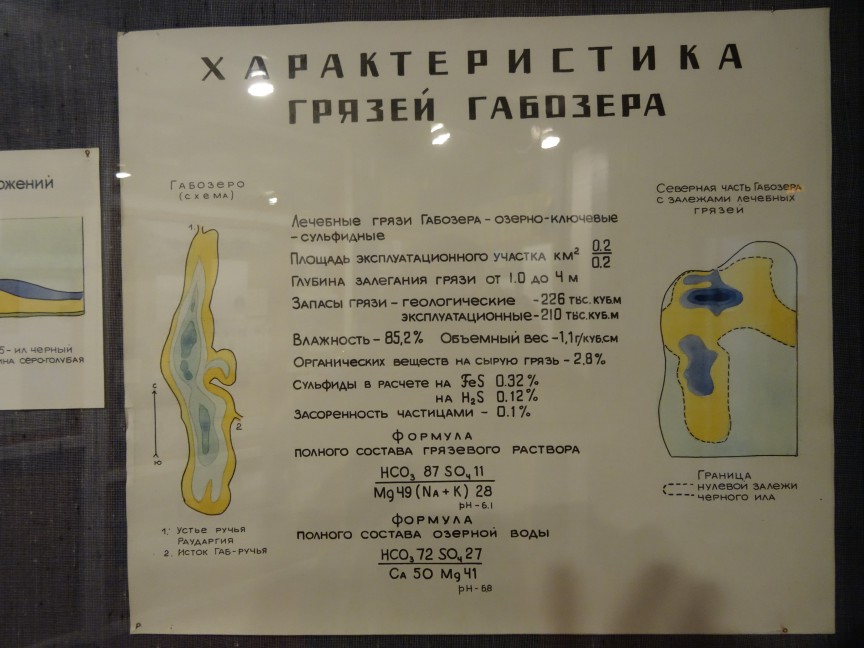 ХАРАКТЕРИСТИКА
ГРЯЗЕЙ ГАБОЗЕРА
ожений
5 - ил черный
ина серо-голубая
Габозеро
(схема)
1.
2
с
ю
1. Устье ручья
Раударгия
2. Исток Габ-ручья
Лечебные грязи Габозера – озерно-ключевые
– сульфидные
Площадь эксплуатационного участка км² 0.2
0.2
Глубина залегания грязи от 1.0 до 4 м
Запасы грязи – геологические - 226 тыс. куб.м
эксплуатационные - 210 тыс. куб.м
Влажность – 85,2% Объемный вес - 1,1 г/куб.см
Органических веществ на сырую грязь – 2.8%
Сульфиды в расчете на FeS 0.32%
на H₂S 0.12%
Засоренность частицами – 0.1%
Формула
полного состава грязевого раствора
HCO₃ 87 SO₄ 11
Mg 49 (Na + K) 28
pH - 6.1
Формула
полного состава озерной воды
HCO₃ 72 SO₄ 27
Ca 50 Mg 41
pH - 6.8
Северная часть Габозера
с залежами лечебных
грязей
Граница
нулевой залежи
черного ила